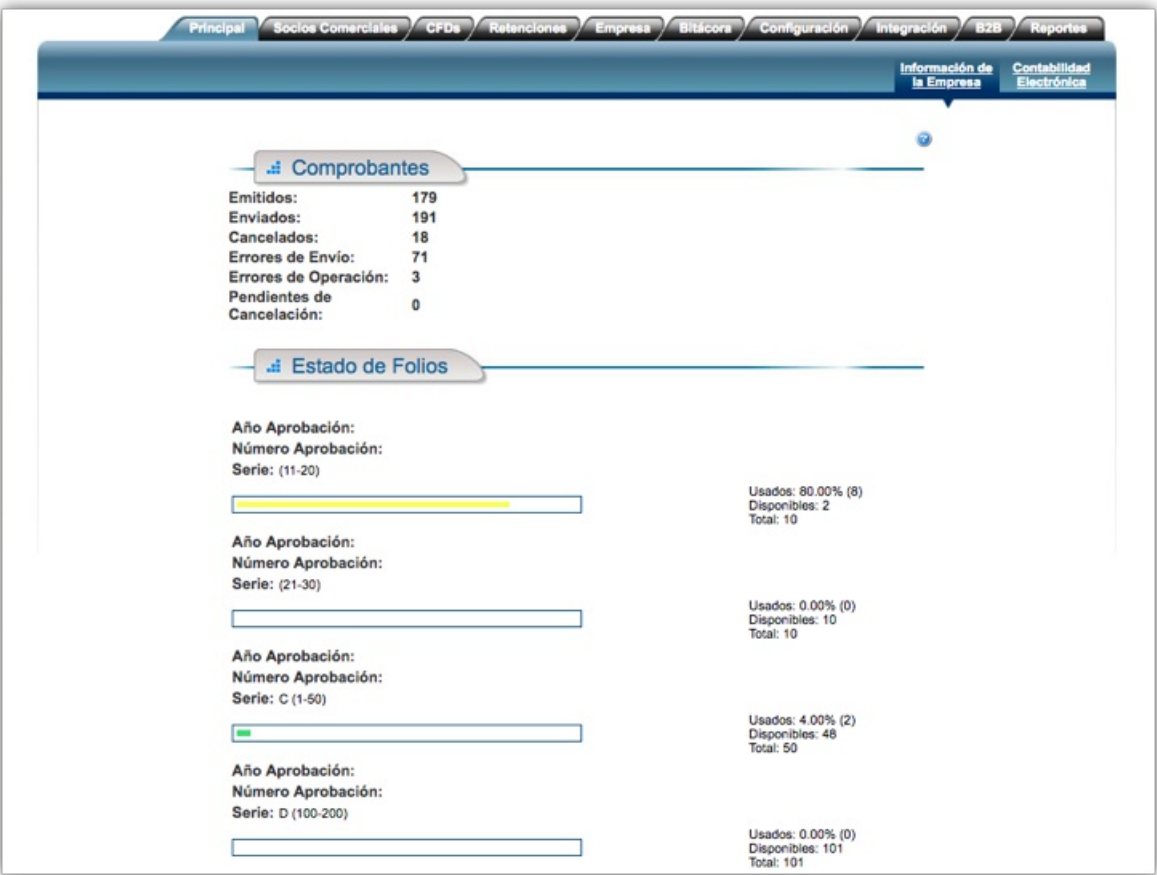 Principal Socios Comerciales CFDs Retenciones Empresa Bitácora Configuración Integración B2B Reportes
Información de la Empresa
Contabilidad Electrónica
Comprobantes
Emitidos: 179
Enviados: 191
Cancelados: 18
Errores de Envío: 71
Errores de Operación: 3
Pendientes de
Cancelación: 0
Estado de Folios
Año Aprobación:
Número Aprobación:
Serie: (11-20)
Usados: 80.00% (8)
Disponibles: 2
Total: 10
Año Aprobación:
Número Aprobación:
Serie: (21-30)
Usados: 0.00% (0)
Disponibles: 10
Total: 10
Año Aprobación:
Número Aprobación:
Serie: C (1-50)
Usados: 4.00% (2)
Disponibles: 48
Total: 50
Año Aprobación:
Número Aprobación:
Serie: D (100-200)
Usados: 0.00% (0)
Disponibles: 101
Total: 101